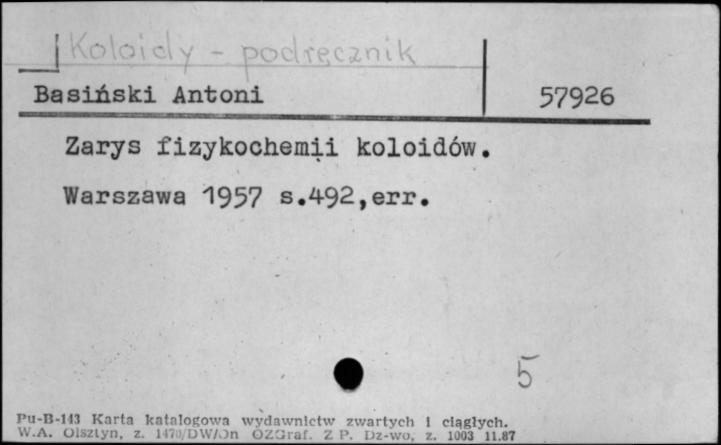 Koloidy - podręcznik
Basiński Antoni 57926
Zarys fizykochemii koloidów.
Warszawa 1957 s.492,err.
5
Pu-B-143 Karta katalogowa wydawnictw zwartych i ciągłych.
W.A. Olsztyn, z. 1470/DW/On OZGraf. Z P. Dz-wo, z. 1003 11.87